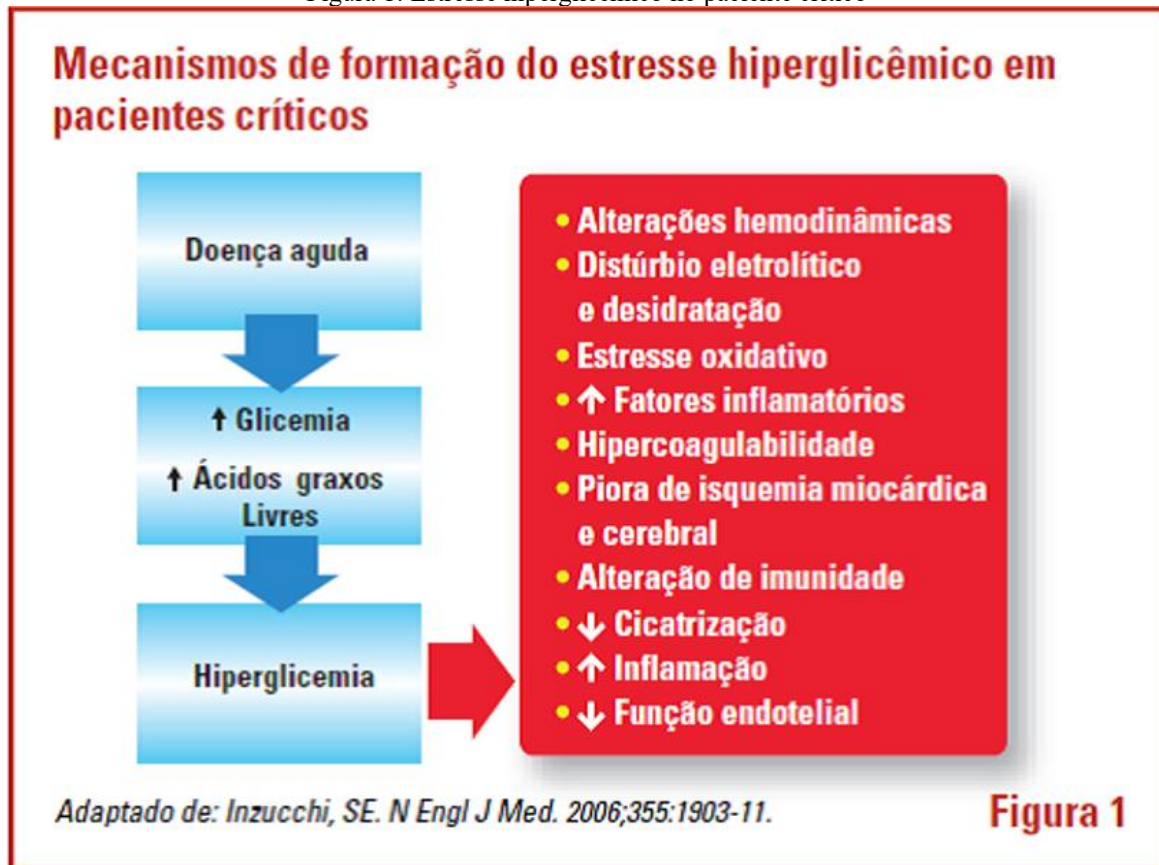 Mecanismos de formação do estresse hiperglicêmico em
pacientes críticos
Doença aguda
↑ Glicemia
↑ Ácidos graxos
Livres
Hiperglicemia
• Alterações hemodinâmicas
• Distúrbio eletrolítico
e desidratação
• Estresse oxidativo
• ↑ Fatores inflamatórios
• Hipercoagulabilidade
• Piora de isquemia miocárdica
e cerebral
• Alteração de imunidade
• ↓ Cicatrização
• ↑ Inflamação
• ↓ Função endotelial
Adaptado de: Inzucchi, SE. N Engl J Med. 2006;355:1903-11.
Figura 1